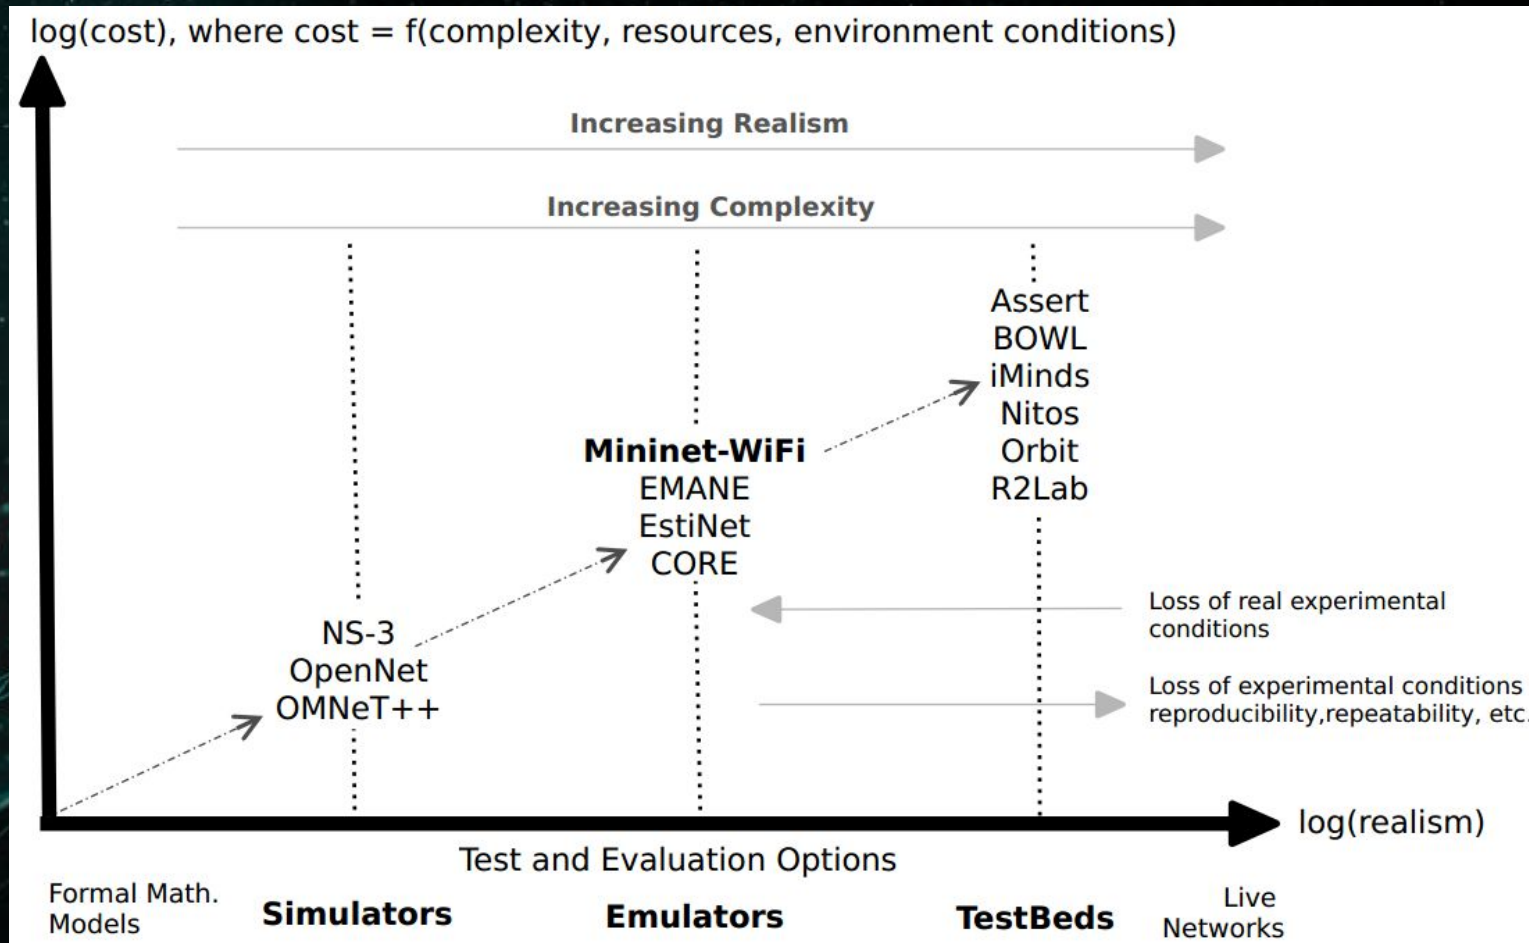 log(cost), where cost = f(complexity, resources, environment conditions)
Increasing Realism
Increasing Complexity
Assert
BOWL
iMinds
Nitos
Orbit
R2Lab
Mininet-WiFi
EMANE
EstiNet
CORE
NS-3
OpenNet
OMNeT++
Loss of real experimental
conditions
Loss of experimental conditions
reproducibility,repeatability, etc.
log(realism)
Test and Evaluation Options
Formal Math.
Models
Simulators
Emulators
TestBeds
Live
Networks